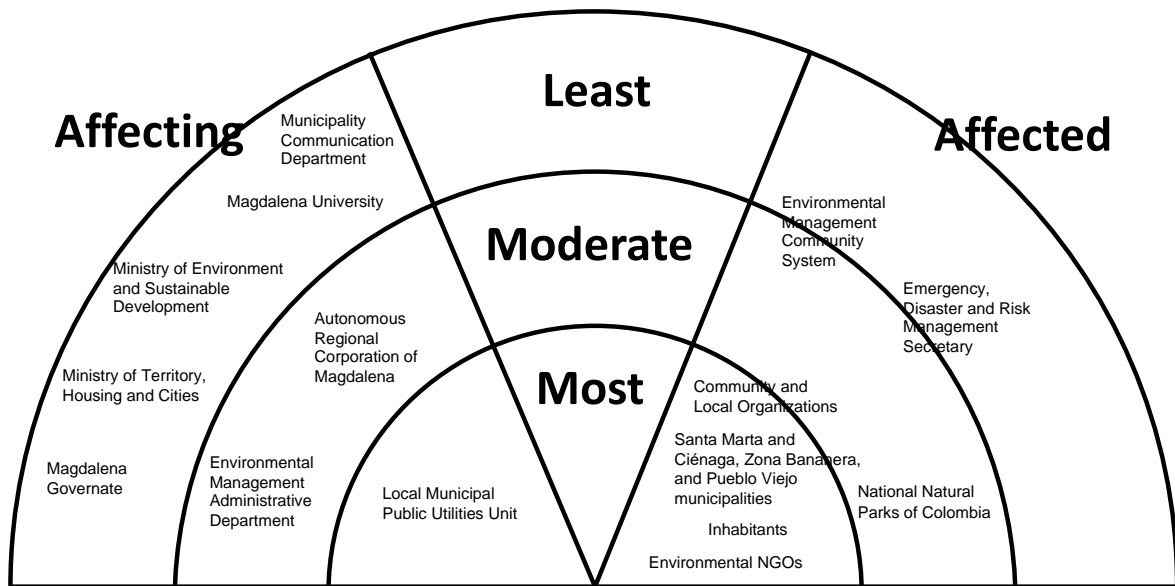 Least
Affecting
Affected
Municipality
Communication
Department
Magdalena University
Environmental
Management
Community
System
Moderate
Ministry of Environment
and Sustainable
Development
Emergency,
Disaster and Risk
Management
Secretary
Autonomous
Regional
Corporation of
Magdalena
Most
Ministry of Territory,
Housing and Cities
Community and
Local Organizations
Santa Marta and
Ciénaga, Zona Bananera,
and Pueblo Viejo
municipalities
Magdalena
Governate
Environmental
Management
Administrative
Department
Local Municipal
Public Utilities Unit
National Natural
Parks of Colombia
Inhabitants
Environmental NGOs